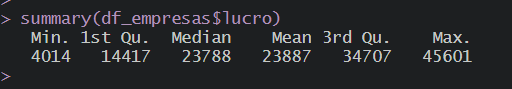 >
> summary(df_empresas$lucro)
Min. 1st Qu. Median Mean 3rd Qu. Max.
4014 14417 23788 23887 34707 45601
>